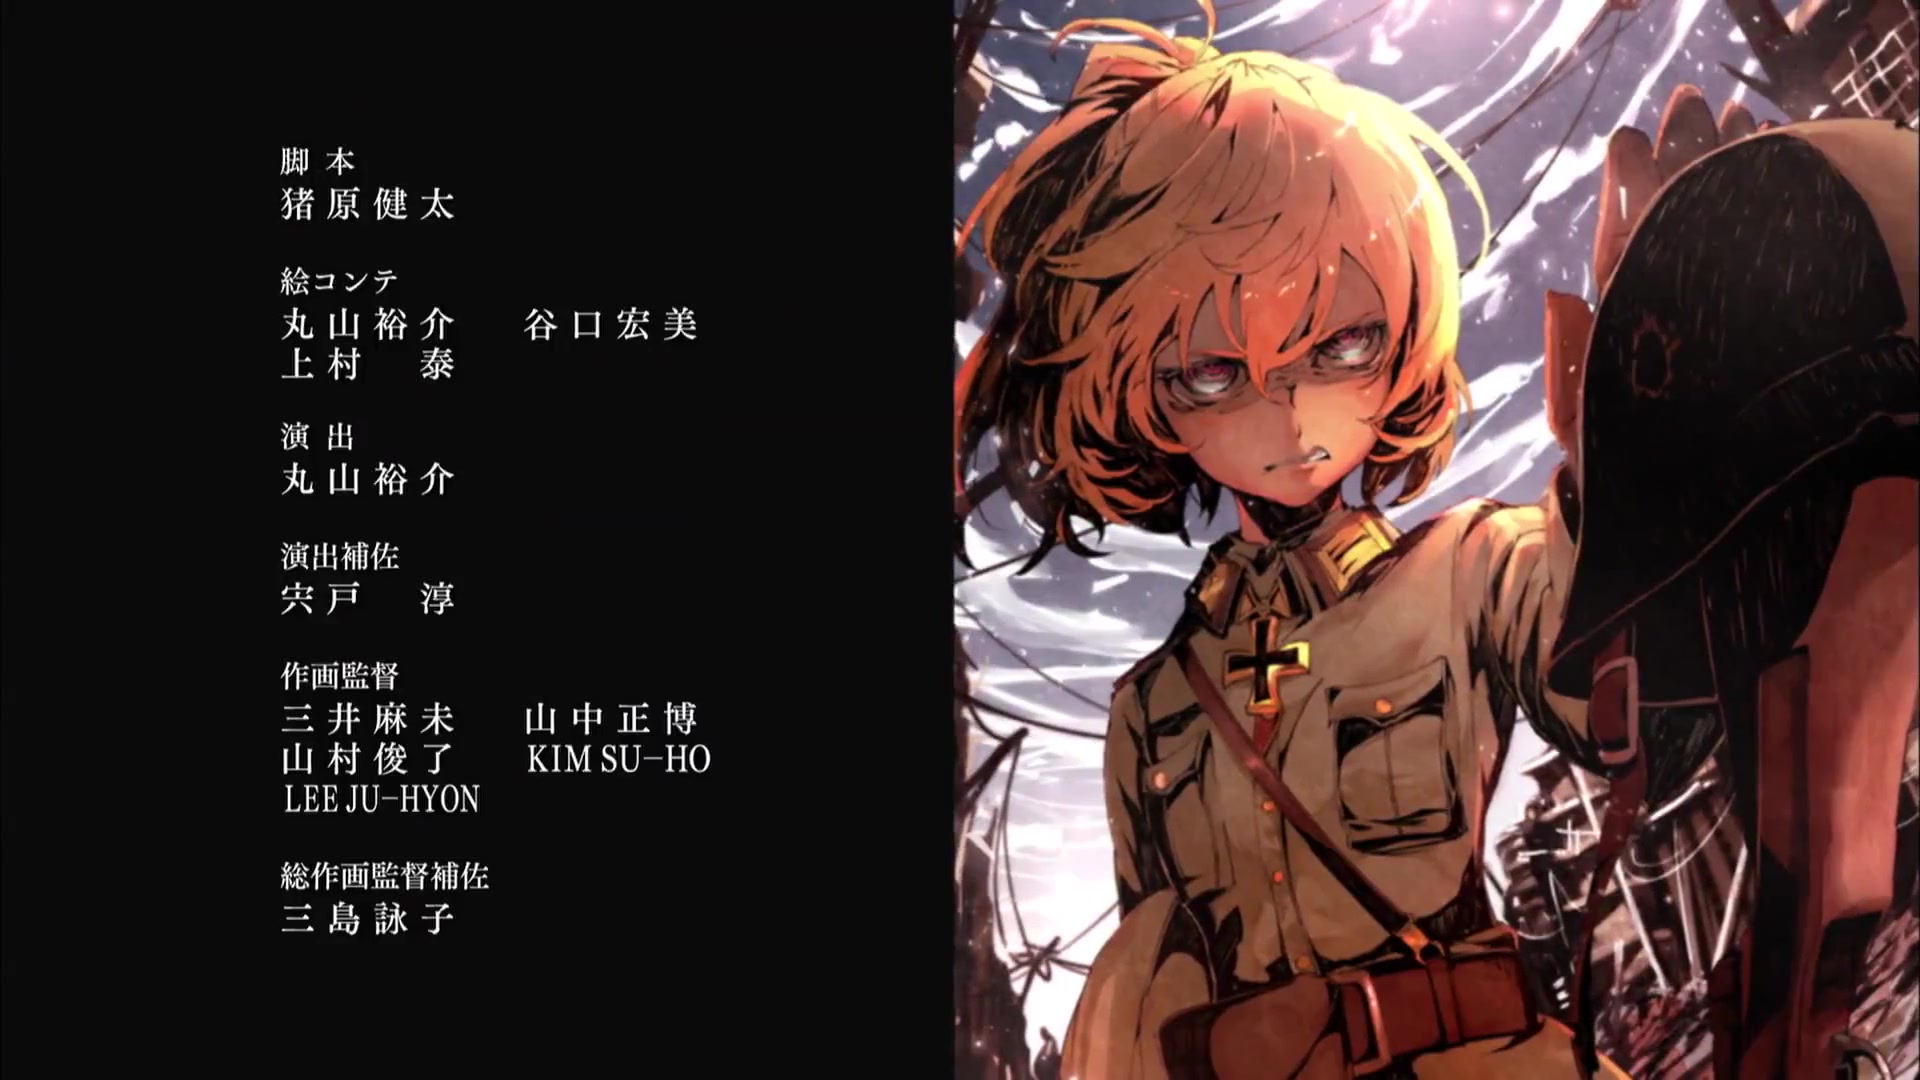 脚本
猪原健太
絵コンテ
丸山裕介 谷口宏美
上村 泰
演出
丸山裕介
演出補佐
宍戸 淳
作画監督
三井麻未 山中正博
山村俊了 KIM SU-HO
LEE JU-HYON
総作画監督補佐
三島詠子